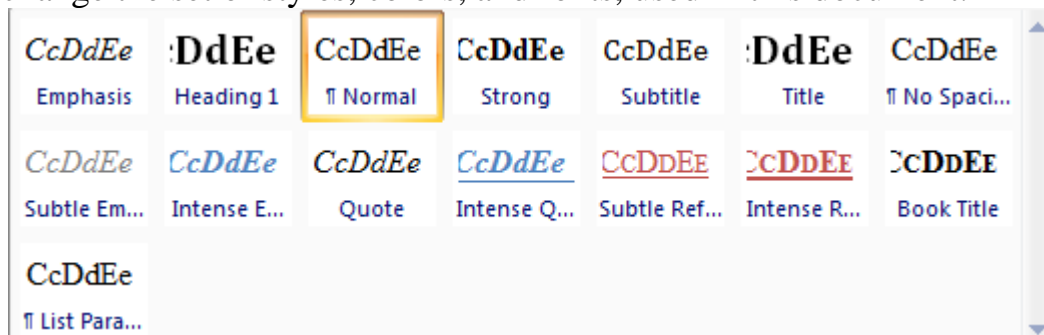 change the set of styles, colors, and fonts, used in this document.
CcDdEe :DdEe CcDdEe CcDdEe CcDdEe :DdEe CcDdEe
Emphasis Heading 1 ¶ Normal Strong Subtitle Title ¶ No Spaci...
CcDdEe CcDdEe CcDdEe CcDdEe CCDDEE CCDDEE CCDDEE
Subtle Em... Intense E... Quote Intense Q... Subtle Ref... Intense R... Book Title
CcDdEe
¶ List Para...